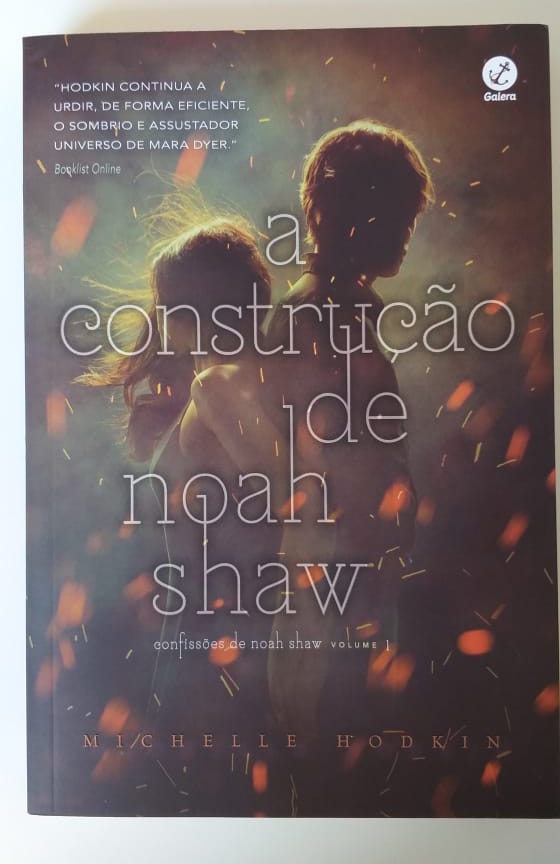 "HODKIN CONTINUA A
URDIR, DE FORMA EFICIENTE,
O SOMBRIO E ASSUSTADOR
UNIVERSO DE MARA DYER."
Booklist Online
Galera
a
construção
de
noah
shaw
confissões de noah shaw VOLUME 1
MICHELLE HODKIN